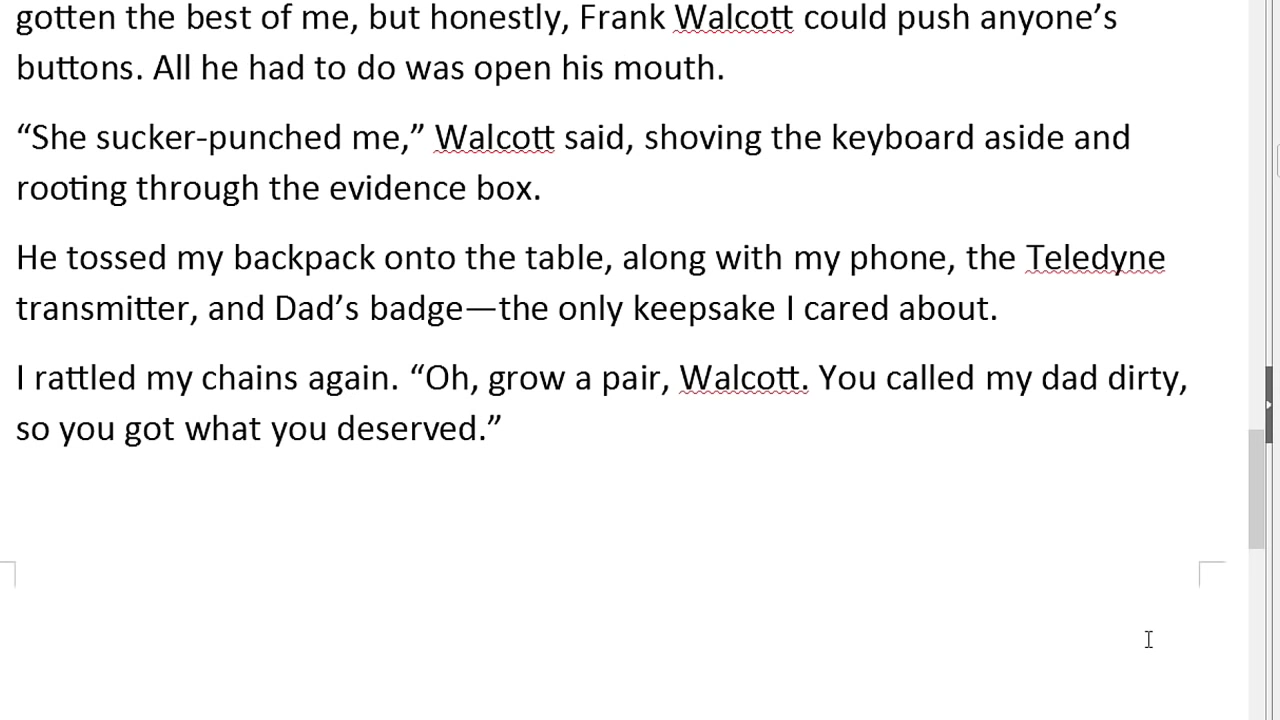 gotten the best of me, but honestly, Frank Walcott could push anyone’s
buttons. All he had to do was open his mouth.
“She sucker-punched me,” Walcott said, shoving the keyboard aside and
rooting through the evidence box.
He tossed my backpack onto the table, along with my phone, the Teledyne
transmitter, and Dad’s badge—the only keepsake I cared about.
I rattled my chains again. “Oh, grow a pair, Walcott. You called my dad dirty,
so you got what you deserved.”